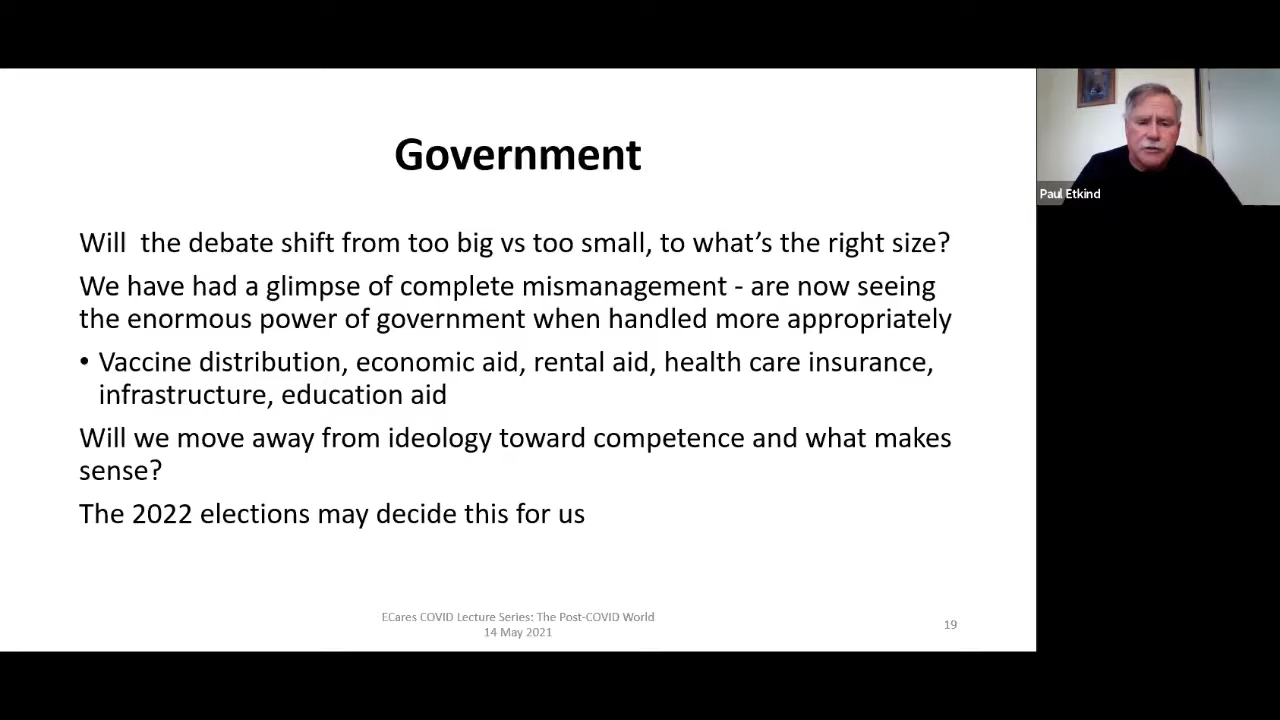 Government
Will  the debate shift from too big vs too small, to what's the right size?
We have had a glimpse of complete mismanagement - are now seeing
the enormous power of government when handled more appropriately
• Vaccine distribution, economic aid, rental aid, health care insurance,
infrastructure, education aid
Will we move away from ideology toward competence and what makes
sense?
The 2022 elections may decide this for us
ECares COVID Lecture Series: The Post-COVID World
14 May 2021
19
Paul Etkind